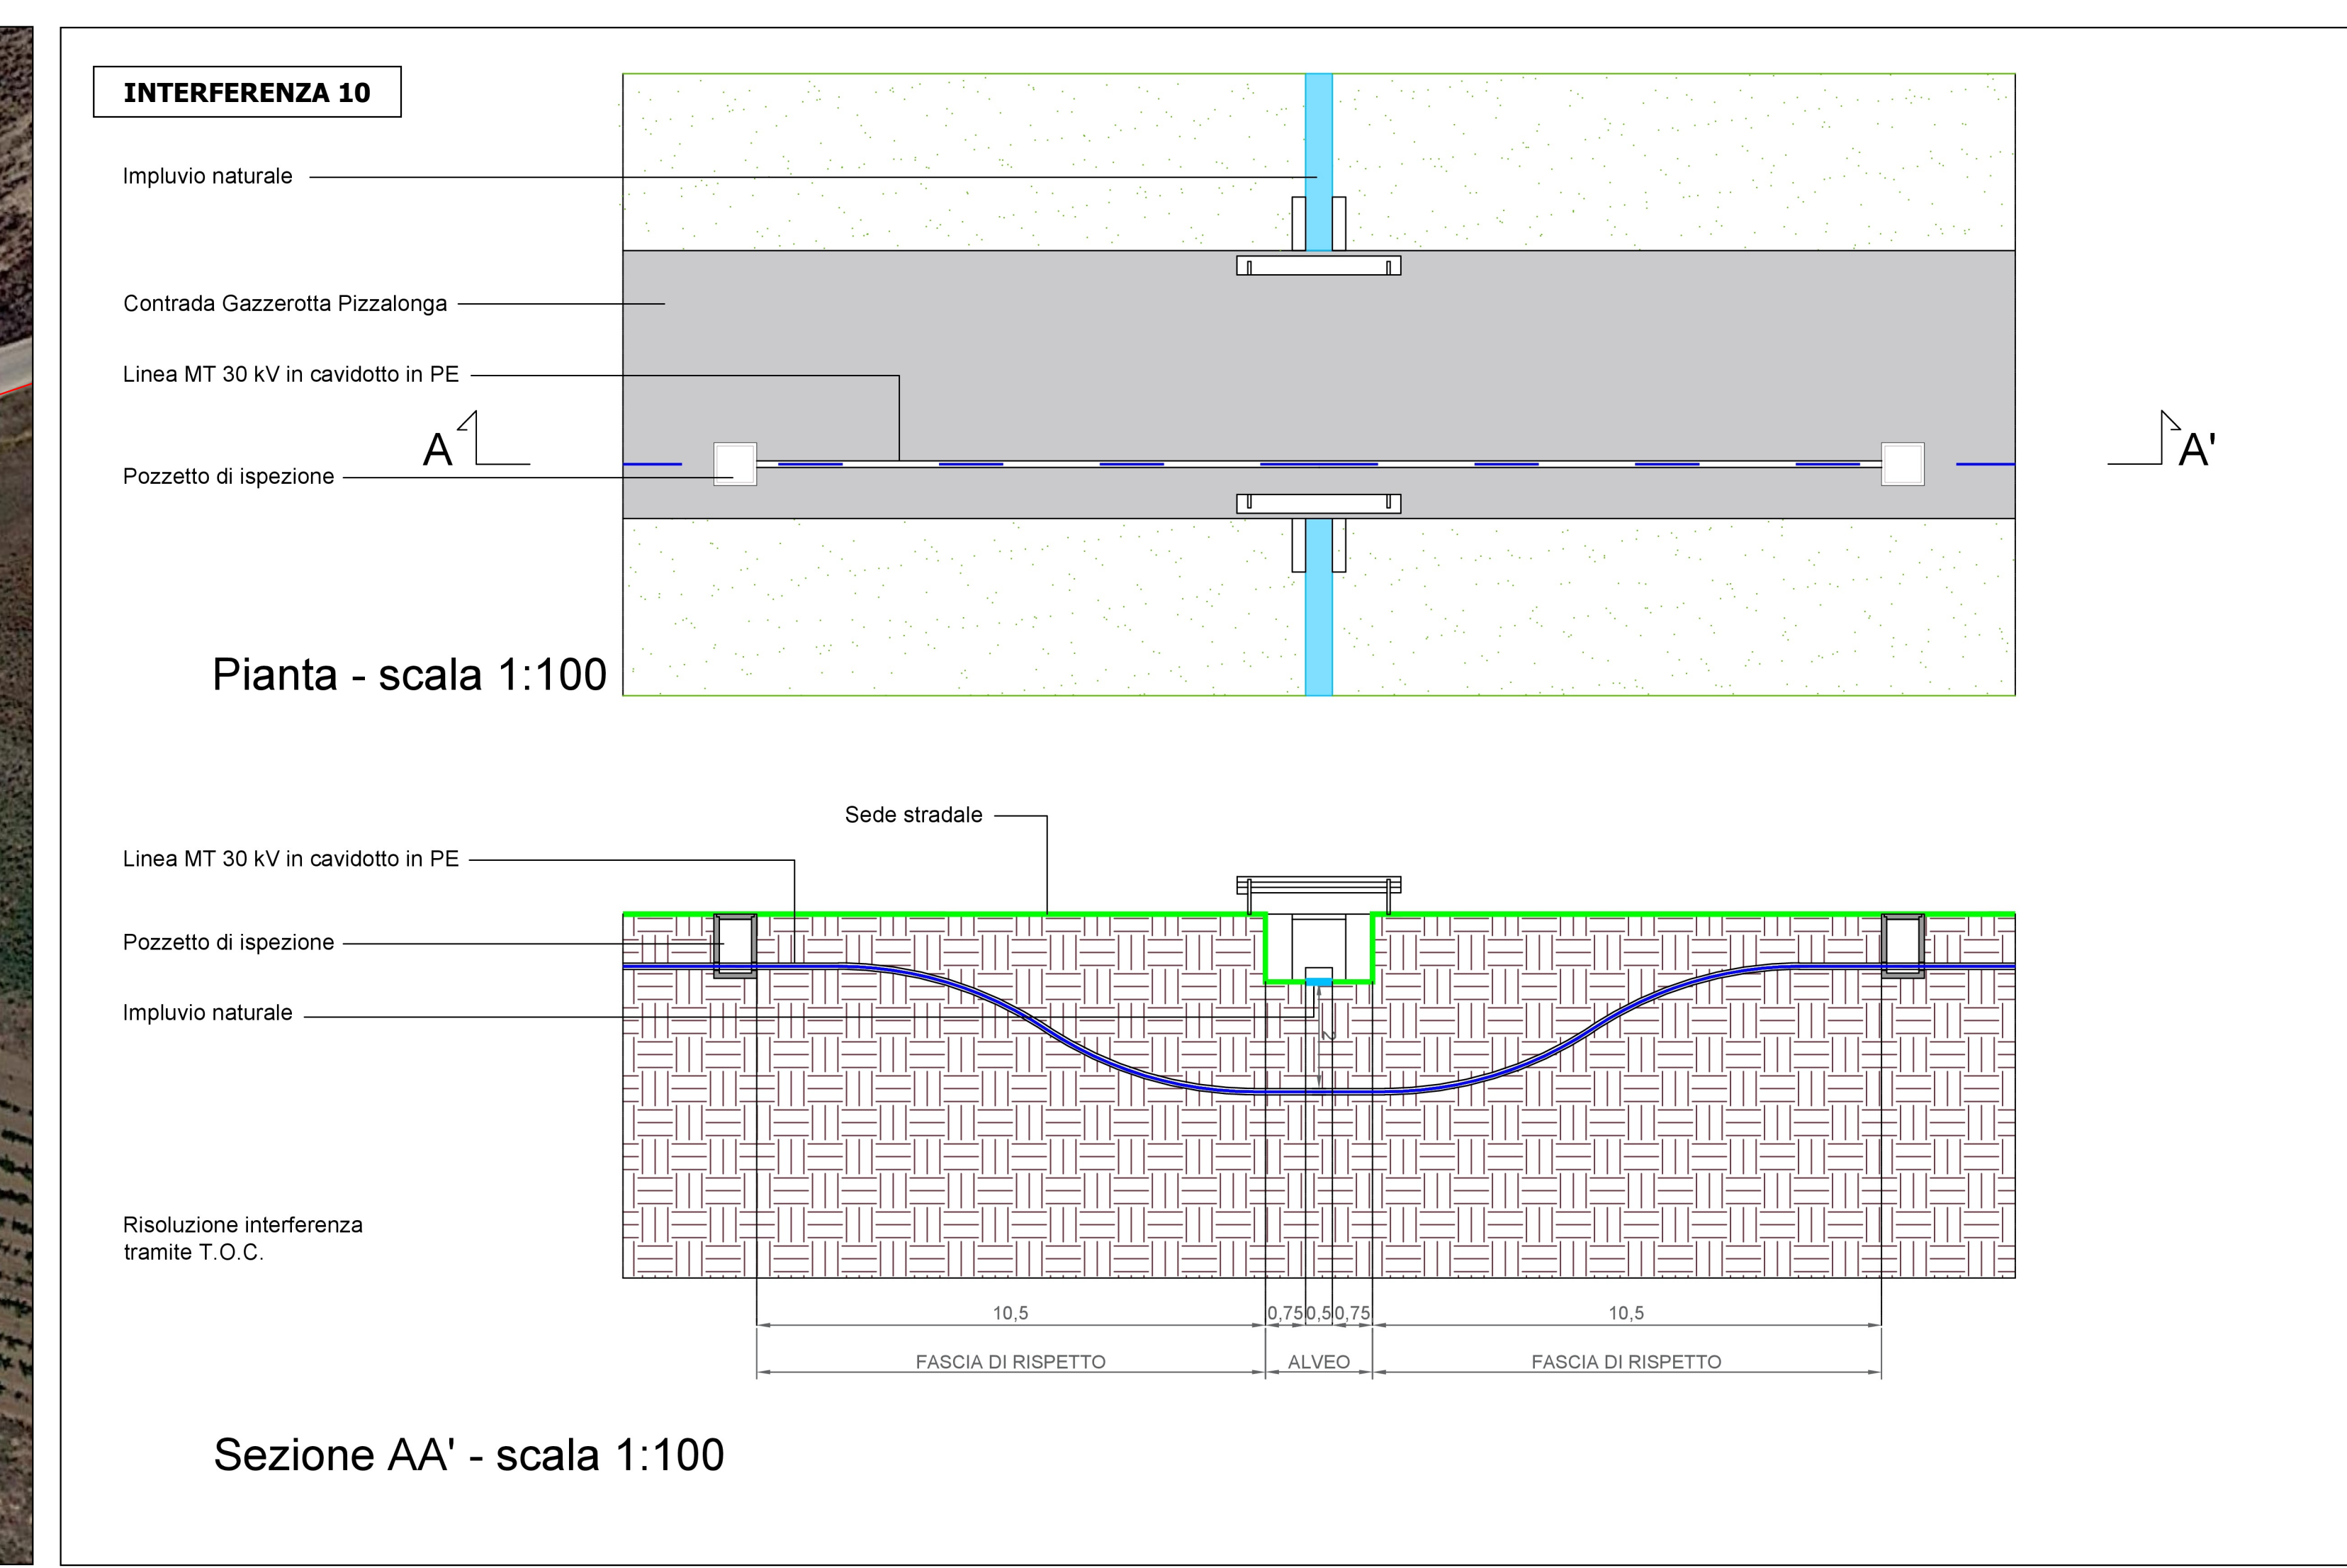 INTERFERENZA 10
Impluvio naturale
Contrada Gazzerotta Pizzalonga
Linea MT 30 kV in cavidotto in PE
A
A'
Pozzetto di ispezione
Pianta - scala 1:100
Sede stradale
Linea MT 30 kV in cavidotto in PE
Pozzetto di ispezione
Impluvio naturale
2
Risoluzione interferenza
tramite T.O.C.
10,5
0,75
0,5
0,75
10,5
FASCIA DI RISPETTO
ALVEO
FASCIA DI RISPETTO
Sezione AA' - scala 1:100